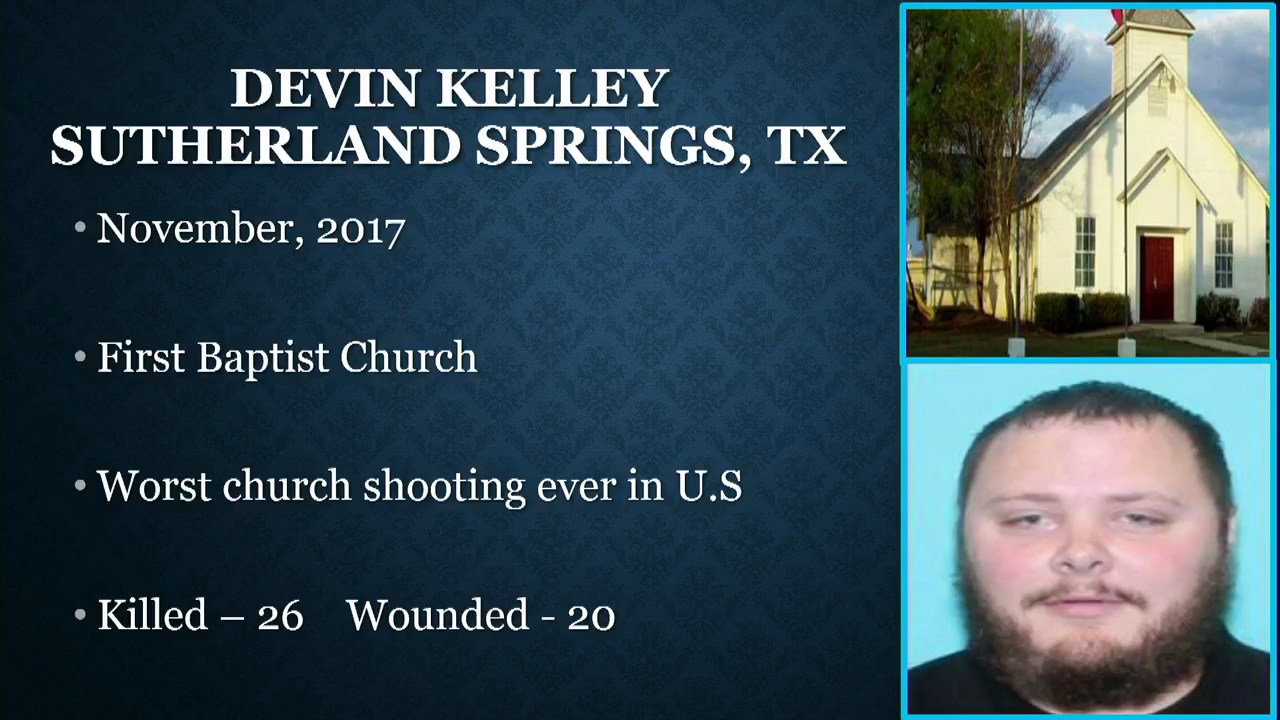 DEVIN KELLEY
SUTHERLAND SPRINGS, TX
• November, 2017
• First Baptist Church
• Worst church shooting ever in U.S
• Killed – 26 Wounded - 20